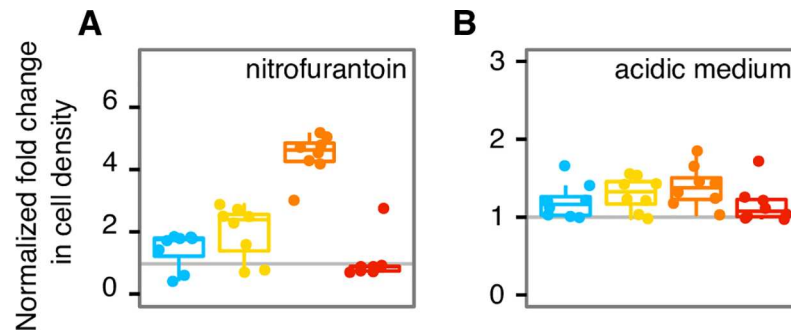 A
B
Normalized fold change
in cell density
nitrofurantoin
6
4
2
0
acidic medium
3
2
1
0